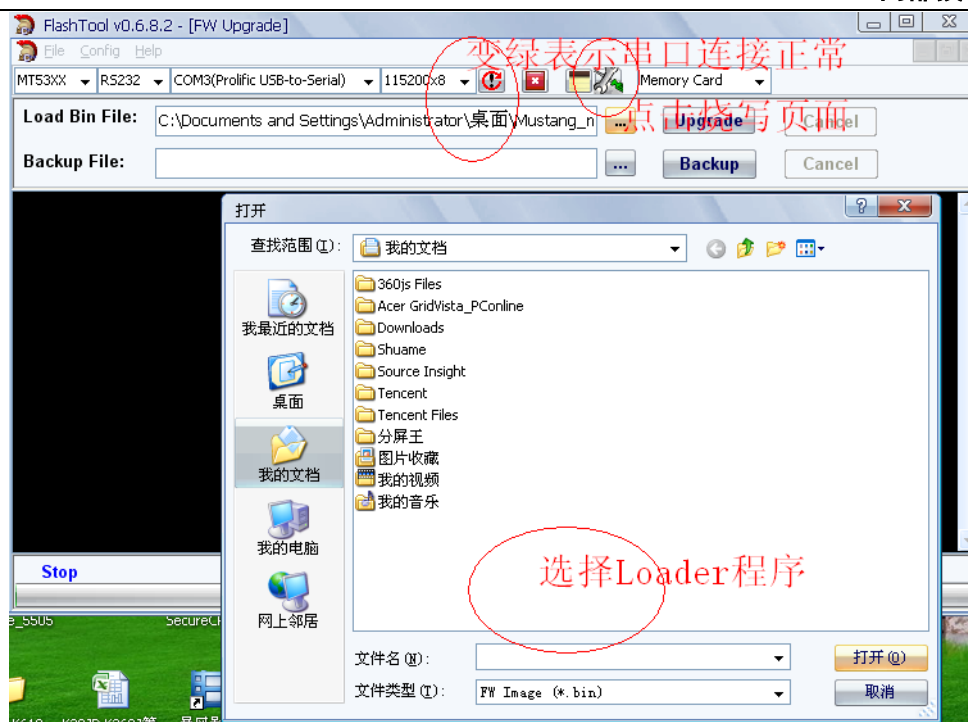 FlashTool v0.6.8.2 - [FW Upgrade]
File Config Help
变绿表示串口连接正常
MT53XX RS232 COM3(Prolific USB-to-Serial) 115200x8 Memory Card
点击烧写页面
Load Bin File: C:\Documents and Settings\Administrator\桌面\Mustang_n ... Upgrade Cancel
Backup File: ... Backup Cancel
打开
查找范围(I): 我的文档
360js Files
Acer GridVista_PConline
Downloads
Shuame
Source Insight
Tencent
Tencent Files
分屏王
图片收藏
我的视频
我的音乐
我最近的文档
桌面
我的文档
我的电脑
网上邻居
选择Loader程序
Stop
文件名(N):
打开(O)
文件类型(T): FW Image (*.bin)
取消